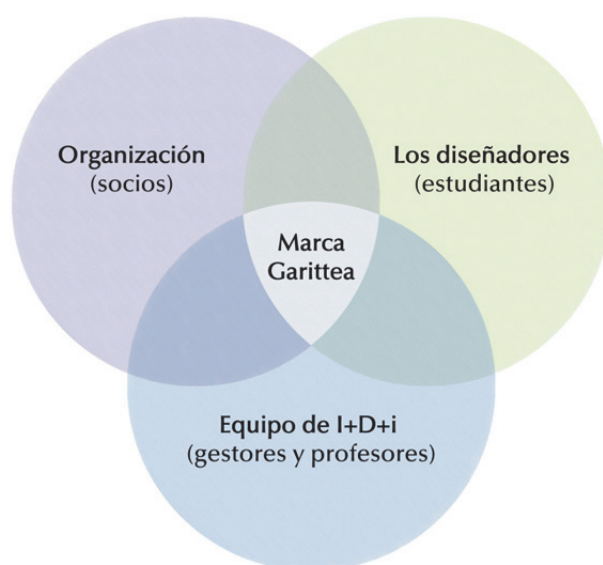 Organización
(socios)
Los diseñadores
(estudiantes)
Marca
Garittea
Equipo de I+D+i
(gestores y profesores)